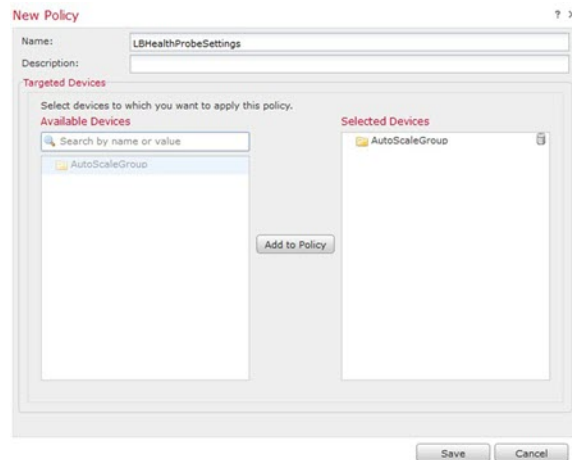 New Policy ? X
Name: LBHealthProbeSettings
Description:
Targeted Devices
Select devices to which you want to apply this policy.
Available Devices Selected Devices
Search by name or value AutoScaleGroup
AutoScaleGroup
Add to Policy
Save Cancel